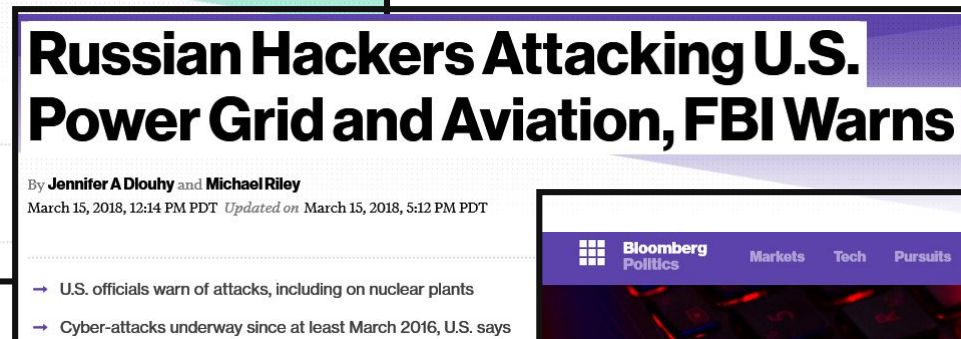 Russian Hackers Attacking U.S.
Power Grid and Aviation, FBI Warns
By Jennifer A Dlouhy and Michael Riley
March 15, 2018, 12:14 PM PDT Updated on March 15, 2018, 5:12 PM PDT
→ U.S. officials warn of attacks, including on nuclear plants
→ Cyber-attacks underway since at least March 2016, U.S. says
Bloomberg
Politics
Markets Tech Pursuits